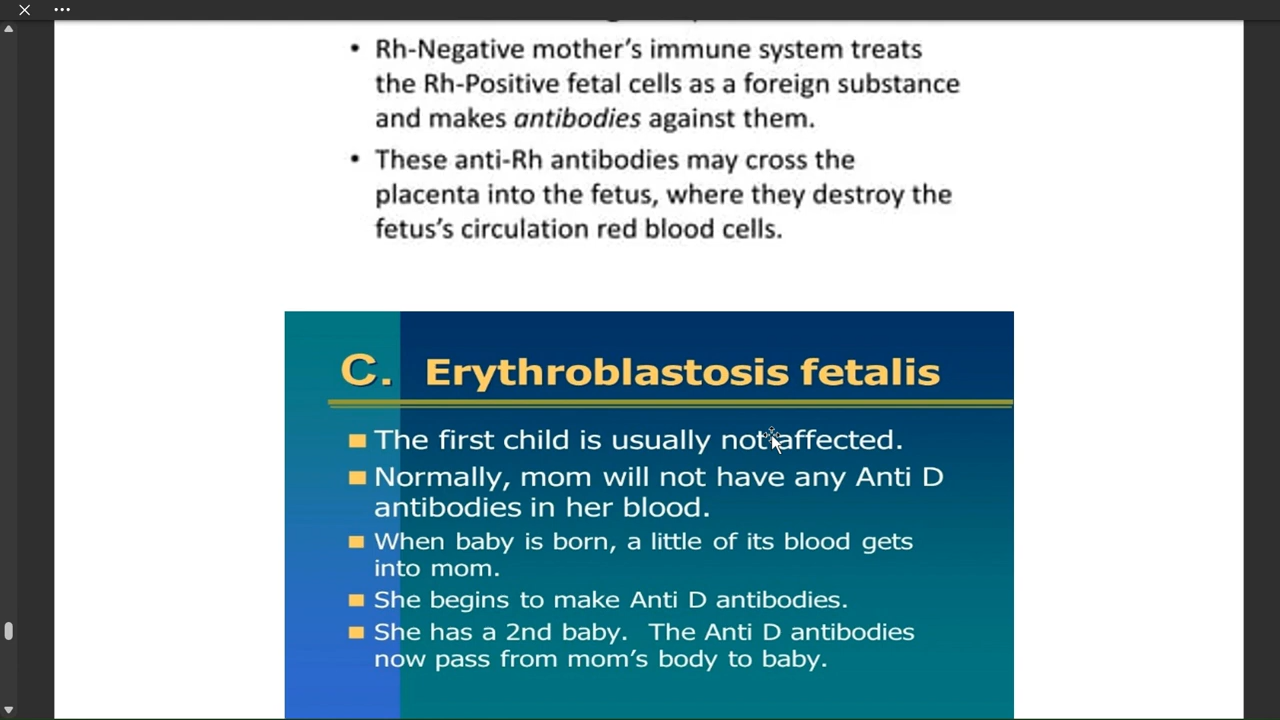 • Rh-Negative mother's immune system treats
the Rh-Positive fetal cells as a foreign substance
and makes antibodies against them.
• These anti-Rh antibodies may cross the
placenta into the fetus, where they destroy the
fetus's circulation red blood cells.
C. Erythroblastosis fetalis
The first child is usually not affected.
Normally, mom will not have any Anti D
antibodies in her blood.
When baby is born, a little of its blood gets
into mom.
She begins to make Anti D antibodies.
She has a 2nd baby. The Anti D antibodies
now pass from mom's body to baby.